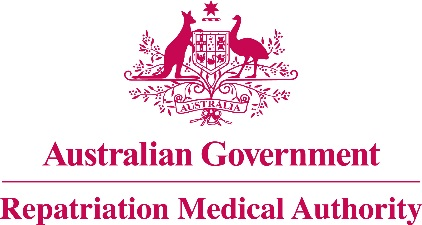 AUSTRALIA
Australian Government
Repatriation Medical Authority